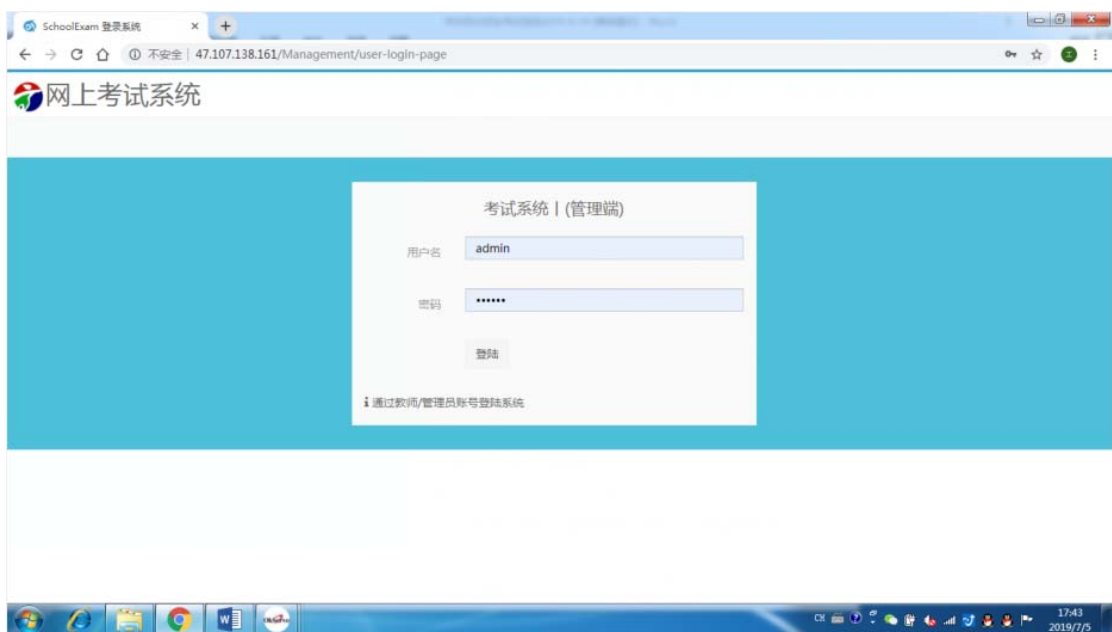 SchoolExam 登录系统
不安全 | 47.107.138.161/Management/user-login-page
网上考试系统
考试系统 | (管理端)
用户名 admin
密码 ••••••
登陆
i 通过教师/管理员账号登陆系统
CH
17:43
2019/7/5